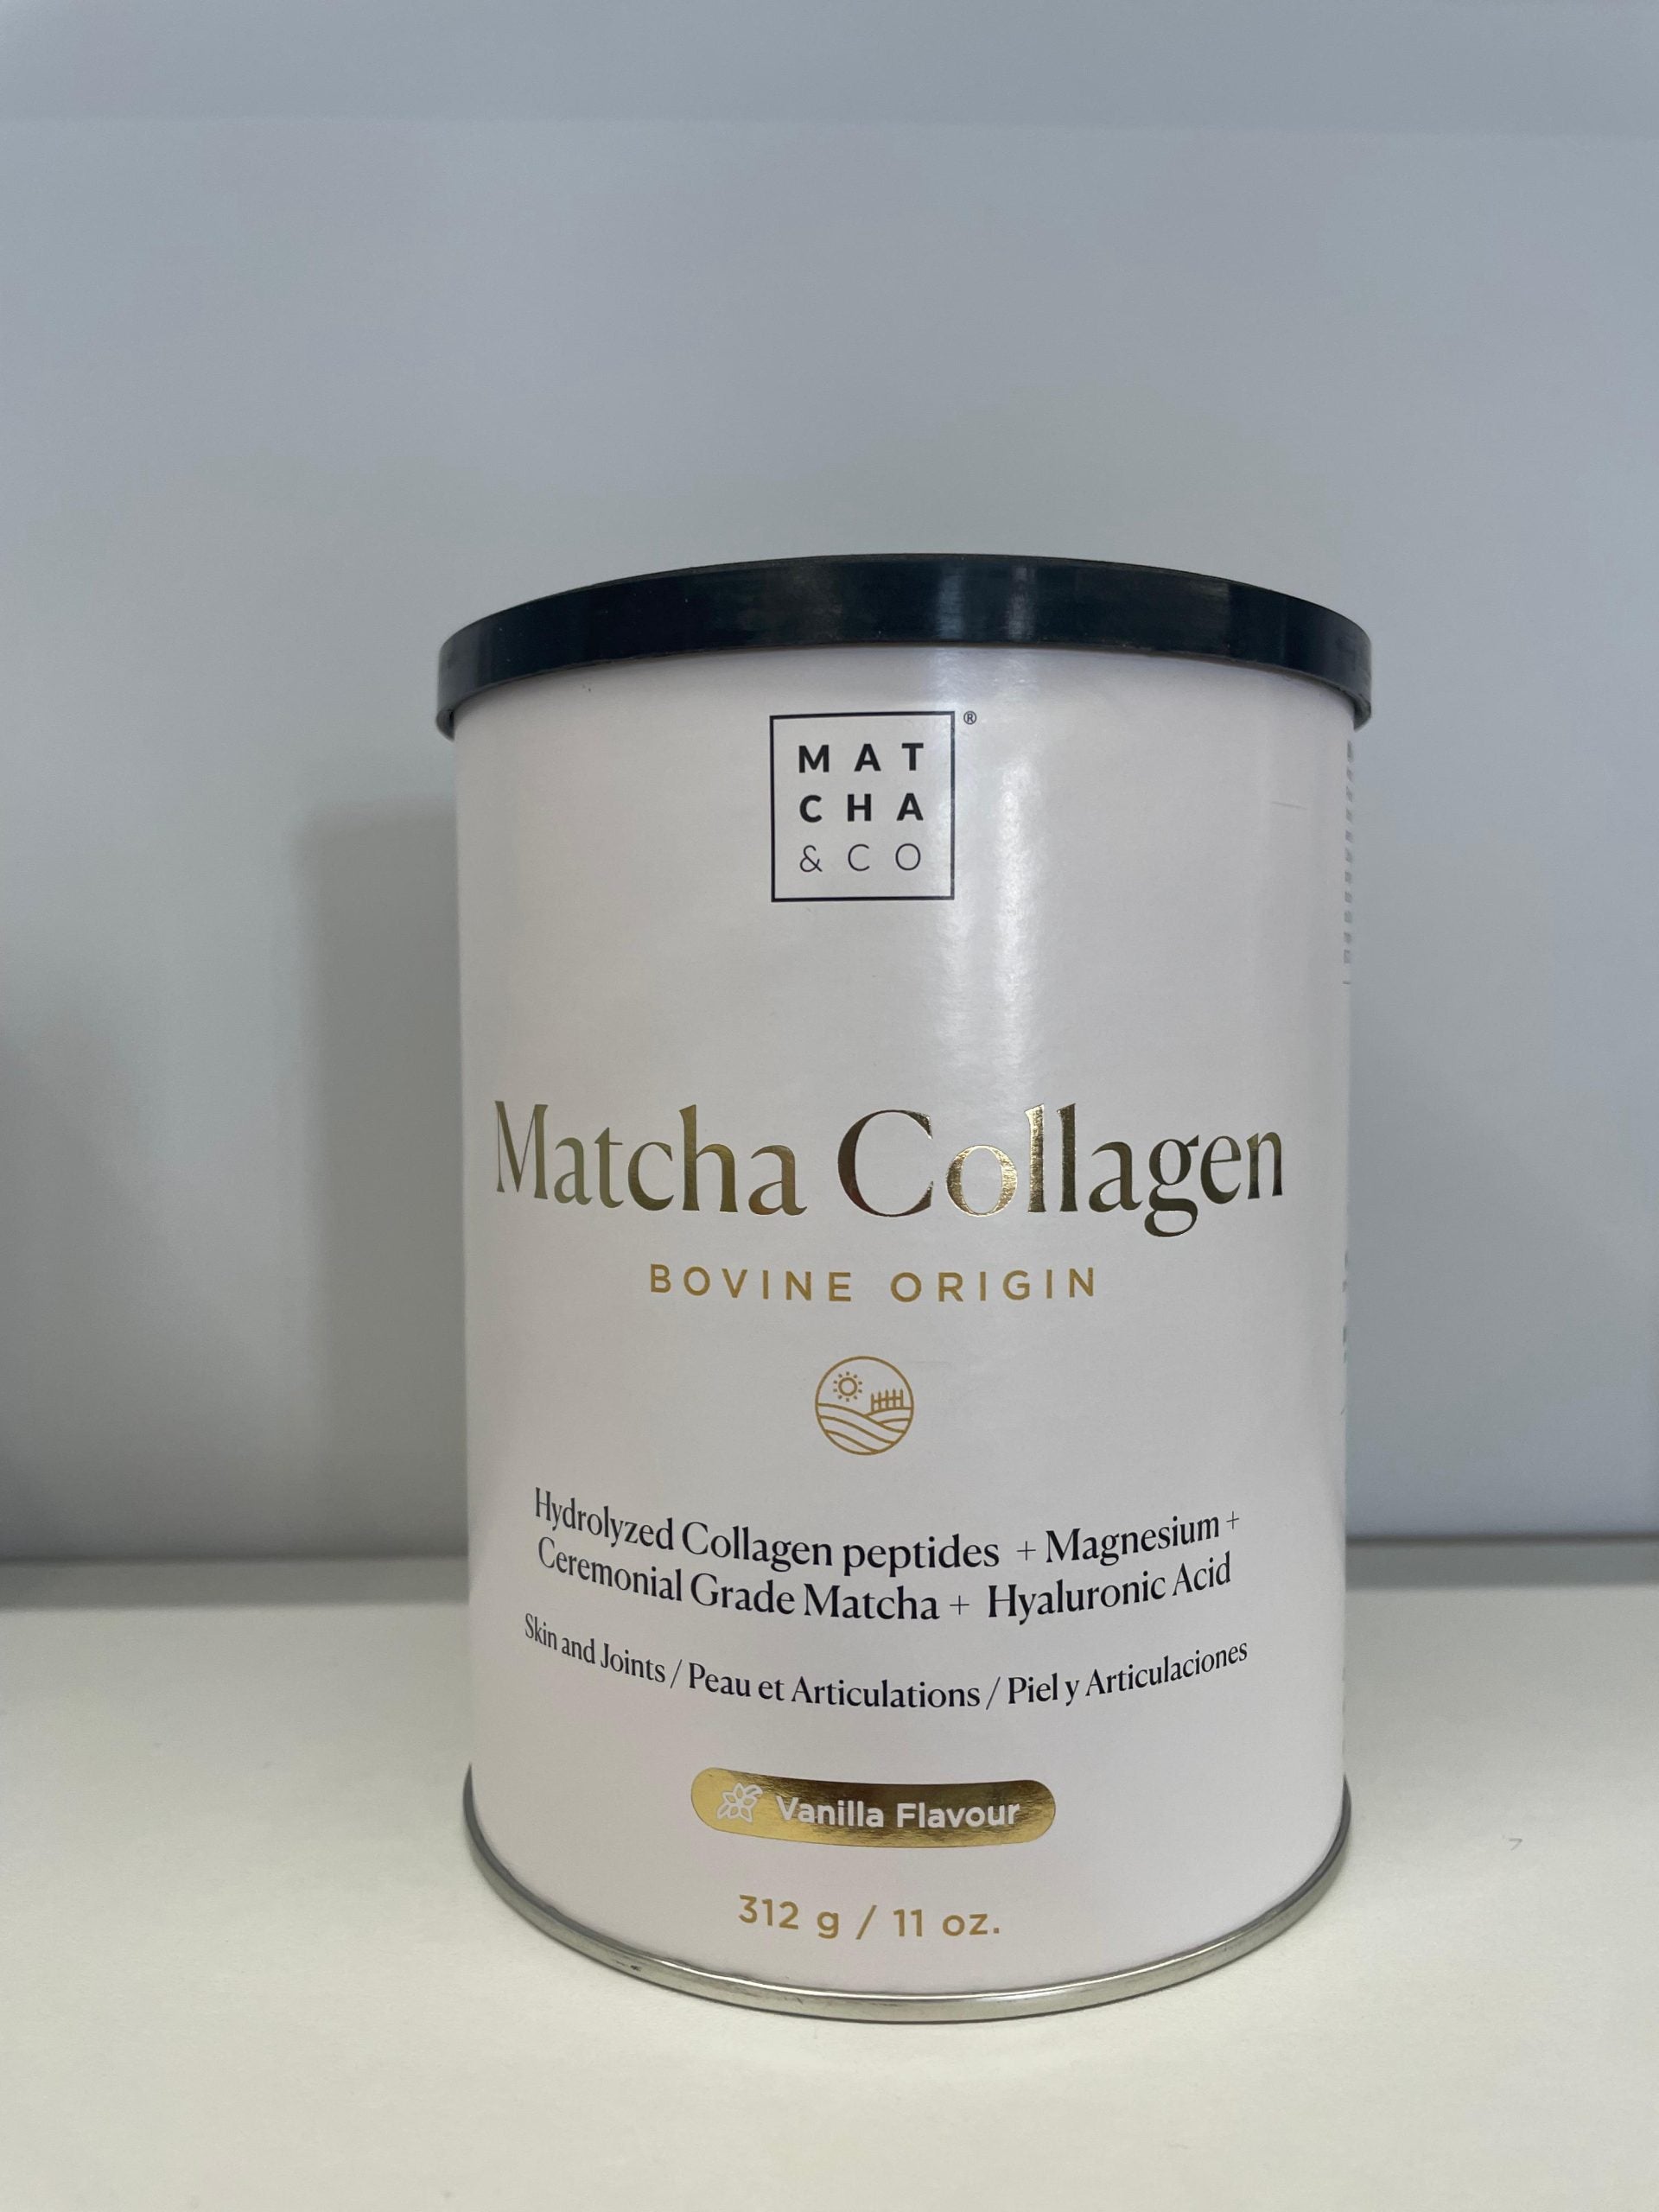 MAT
CHA
& CO
®
Matcha Collagen
BOVINE ORIGIN
Hydrolyzed Collagen peptides + Magnesium +
Ceremonial Grade Matcha + Hyaluronic Acid
Skin and Joints / Peau et Articulations / Piel y Articulaciones
Vanilla Flavour
312 g / 11 oz.